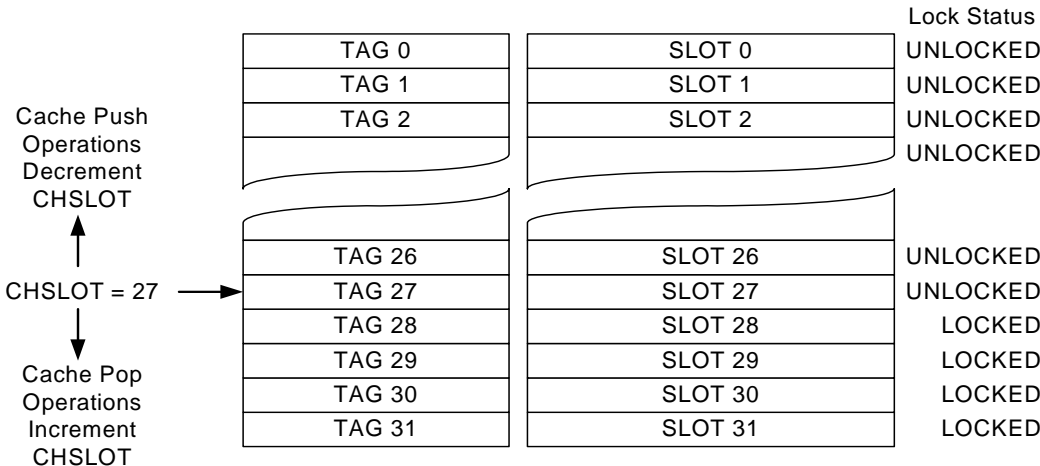 Lock Status
TAG 0 SLOT 0 UNLOCKED
TAG 1 SLOT 1 UNLOCKED
TAG 2 SLOT 2 UNLOCKED
UNLOCKED
Cache Push
Operations
Decrement
CHSLOT
TAG 26 SLOT 26 UNLOCKED
CHSLOT = 27 TAG 27 SLOT 27 UNLOCKED
TAG 28 SLOT 28 LOCKED
TAG 29 SLOT 29 LOCKED
TAG 30 SLOT 30 LOCKED
TAG 31 SLOT 31 LOCKED
Cache Pop
Operations
Increment
CHSLOT